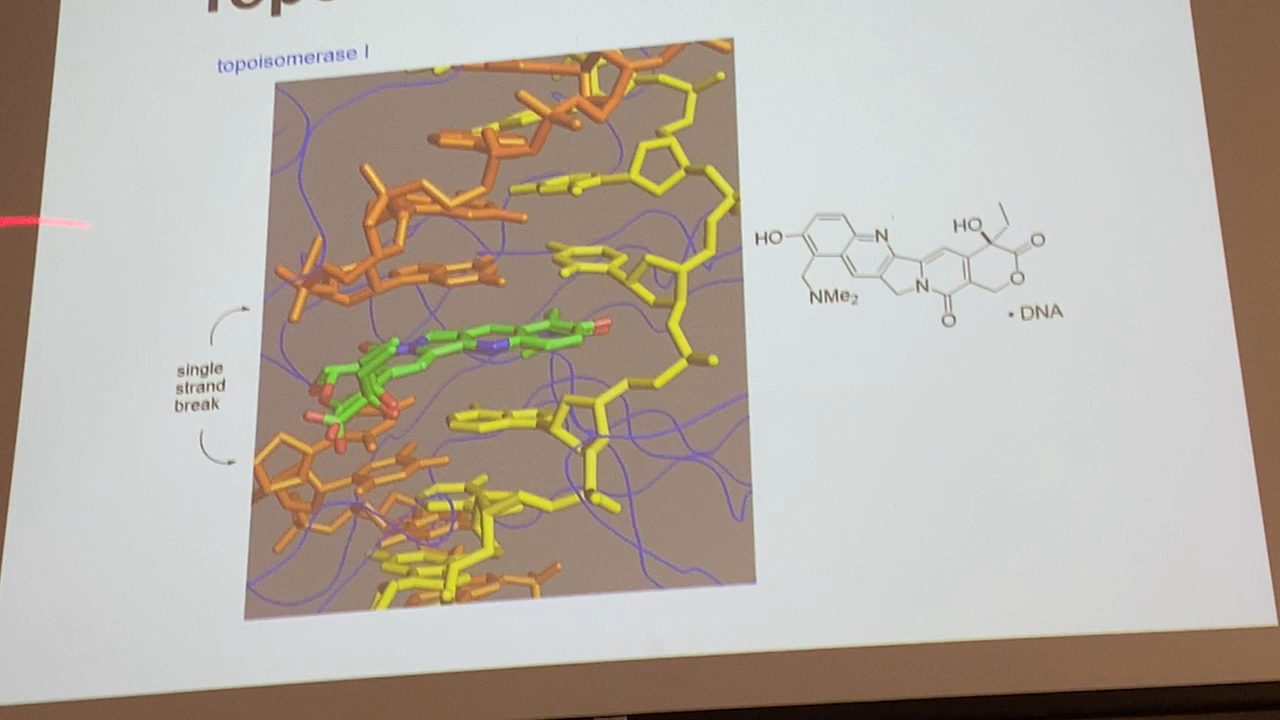 topoisomerase I
single
strand
break
HO
N
HO
O
NMe₂
N
O
O
• DNA